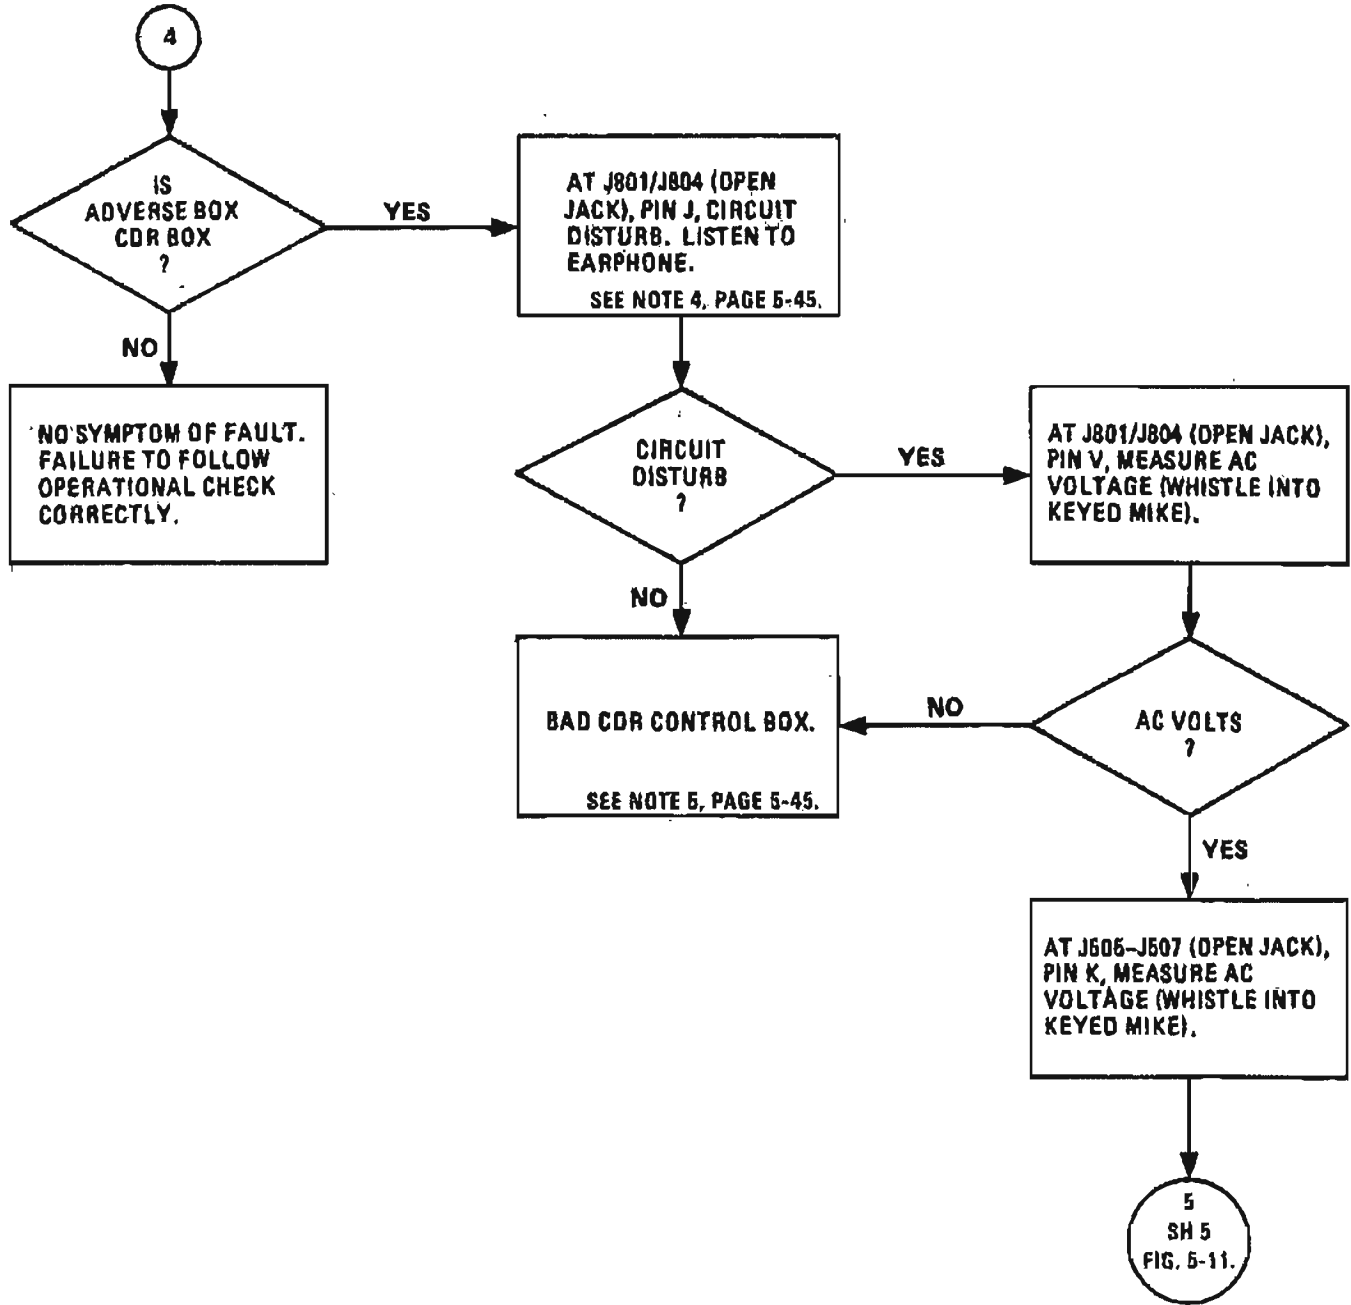 4
IS
ADVERSE BOX
CDR BOX
?
YES
NO
NO SYMPTOM OF FAULT.
FAILURE TO FOLLOW
OPERATIONAL CHECK
CORRECTLY.
AT J801/J804 (OPEN
JACK), PIN J, CIRCUIT
DISTURB. LISTEN TO
EARPHONE.
SEE NOTE 4, PAGE 5-45.
CIRCUIT
DISTURB
?
YES
NO
BAD CDR CONTROL BOX.
SEE NOTE 5, PAGE 5-45.
AT J801/J804 (OPEN JACK),
PIN V, MEASURE AC
VOLTAGE (WHISTLE INTO
KEYED MIKE).
AC VOLTS
?
NO
YES
AT J505-J507 (OPEN JACK),
PIN K, MEASURE AC
VOLTAGE (WHISTLE INTO
KEYED MIKE).
5
SH 5
FIG. 5-11.